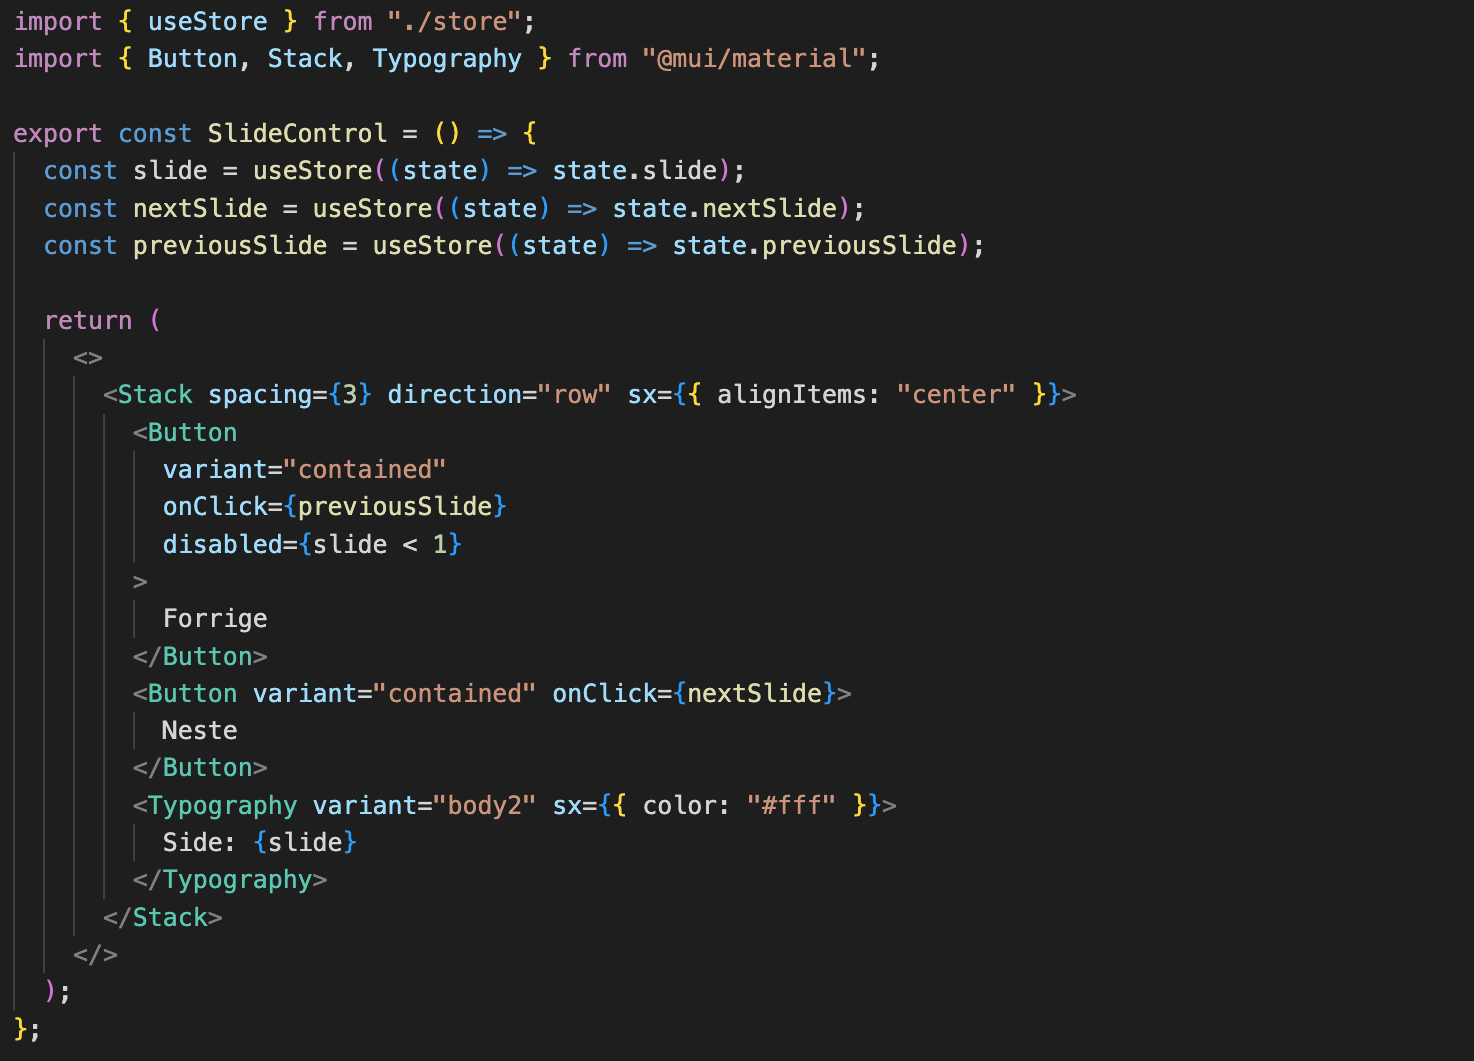 import { useStore } from "./store";
import { Button, Stack, Typography } from "@mui/material";

export const SlideControl = () => {
  const slide = useStore((state) => state.slide);
  const nextSlide = useStore((state) => state.nextSlide);
  const previousSlide = useStore((state) => state.previousSlide);

  return (
    <>
      <Stack spacing={3} direction="row" sx={{ alignItems: "center" }}>
        <Button
          variant="contained"
          onClick={previousSlide}
          disabled={slide < 1}
        >
          Forrige
        </Button>
        <Button variant="contained" onClick={nextSlide}>
          Neste
        </Button>
        <Typography variant="body2" sx={{ color: "#fff" }}>
          Side: {slide}
        </Typography>
      </Stack>
    </>
  );
};